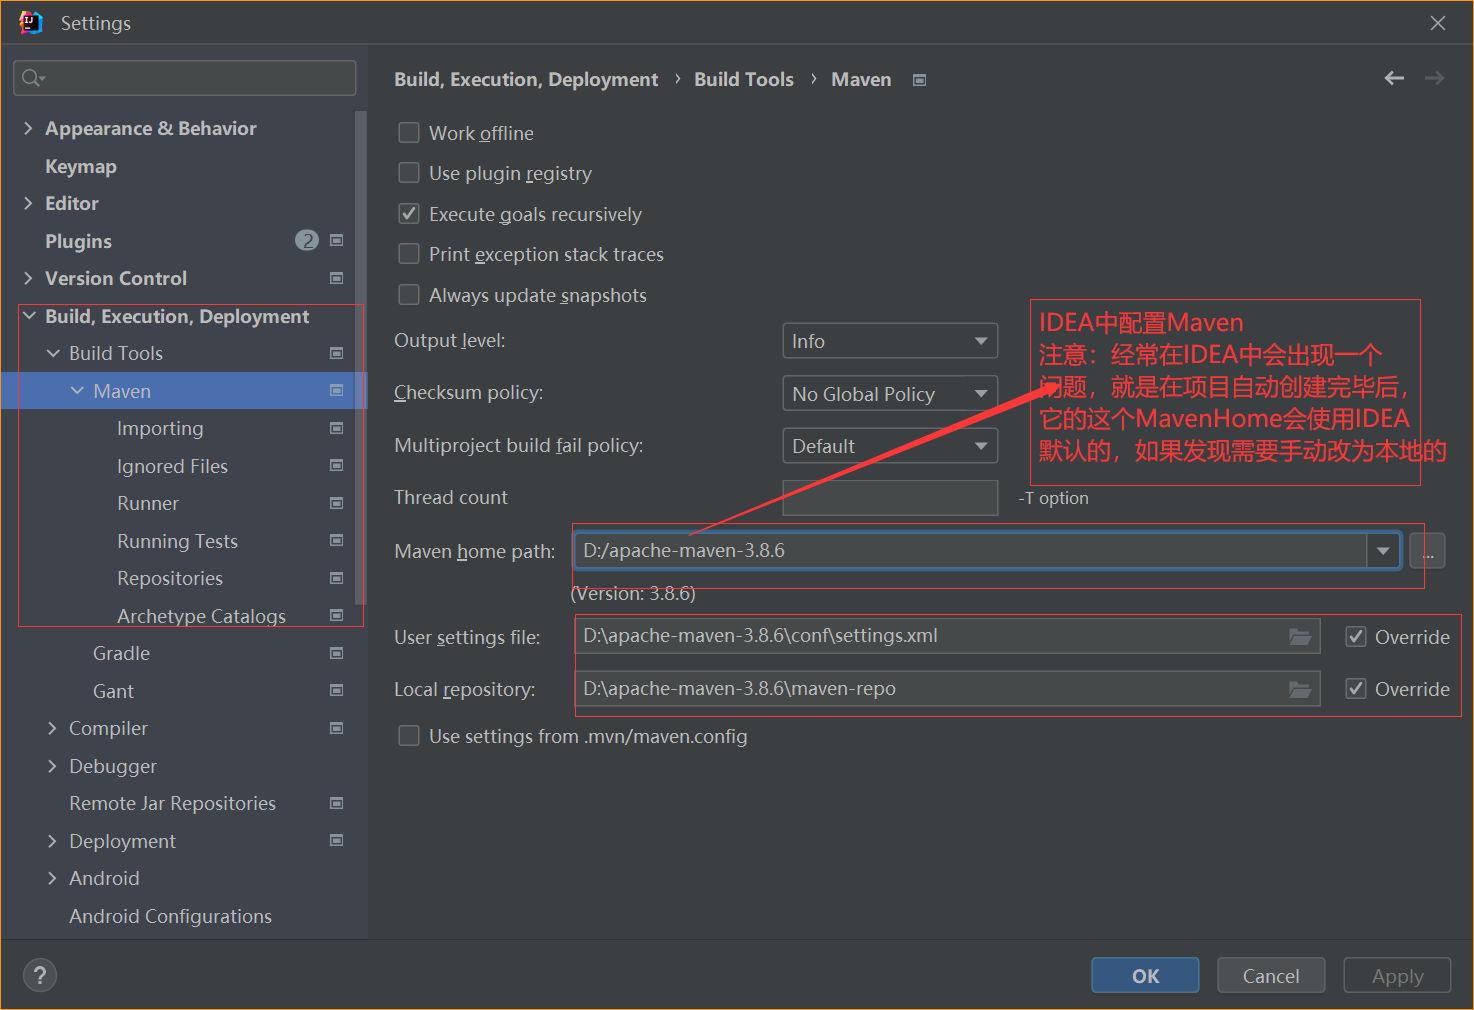 Settings
Appearance & Behavior
Keymap
Editor
Plugins 2
Version Control
Build, Execution, Deployment
Build Tools
Maven
Importing
Ignored Files
Runner
Running Tests
Repositories
Archetype Catalogs
Gradle
Gant
Compiler
Debugger
Remote Jar Repositories
Deployment
Android
Android Configurations
Build, Execution, Deployment › Build Tools › Maven
Work offline
Use plugin registry
Execute goals recursively
Print exception stack traces
Always update snapshots
Output level: Info
Checksum policy: No Global Policy
Multiproject build fail policy: Default
Thread count -T option
Maven home path: D:/apache-maven-3.8.6 ...
(Version: 3.8.6)
User settings file: D:\apache-maven-3.8.6\conf\settings.xml Override
Local repository: D:\apache-maven-3.8.6\maven-repo Override
Use settings from .mvn/maven.config
IDEA中配置Maven
注意：经常在IDEA中会出现一个
问题，就是在项目自动创建完毕后，
它的这个MavenHome会使用IDEA
默认的，如果发现需要手动改为本地的
?
OK Cancel Apply